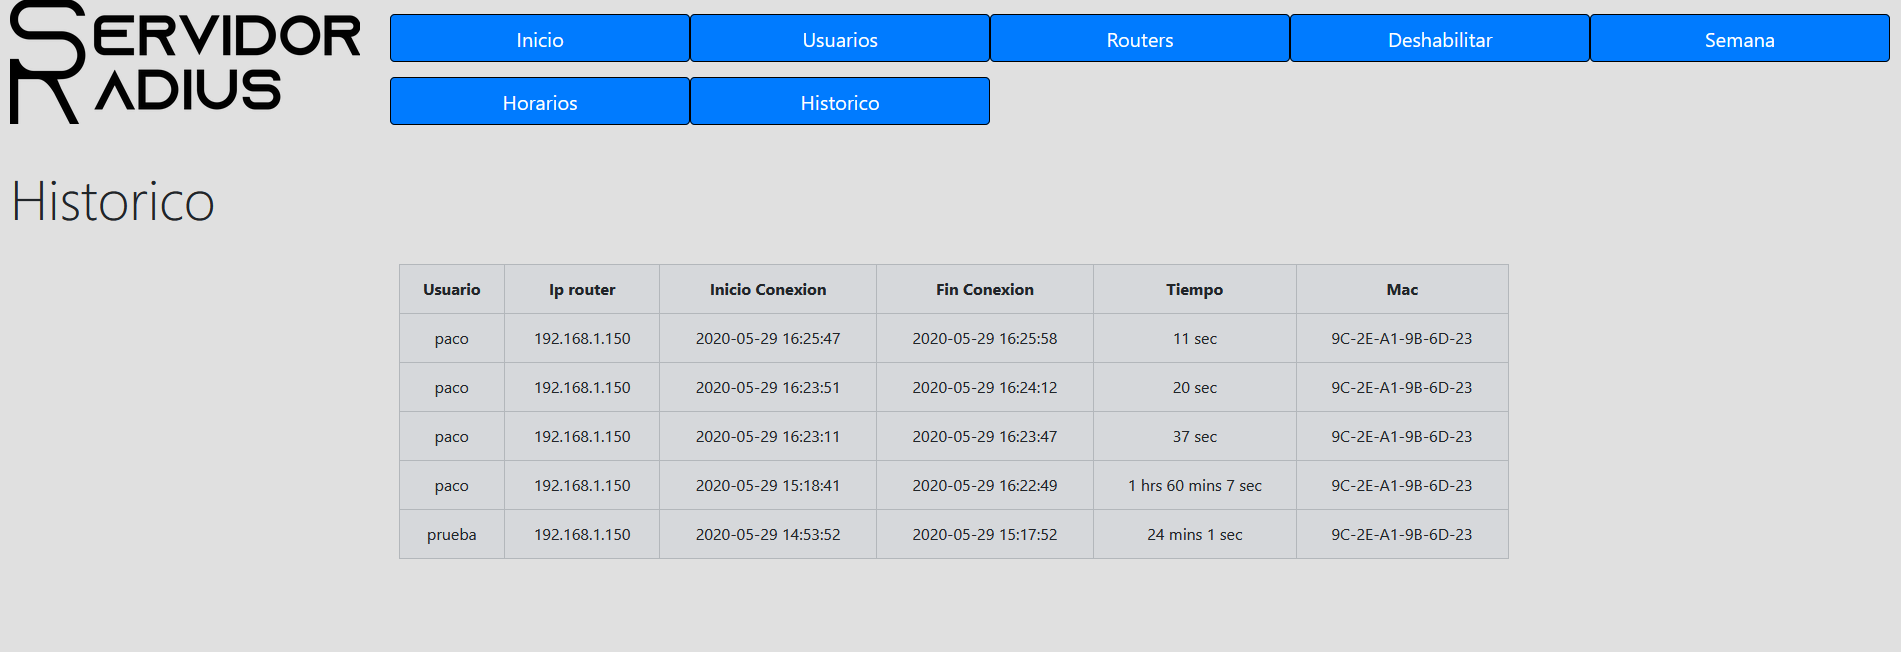 SERVIDOR
RADIUS
Inicio Usuarios Routers Deshabilitar Semana
Horarios Historico
Historico
Usuario Ip router Inicio Conexion Fin Conexion Tiempo Mac
paco 192.168.1.150 2020-05-29 16:25:47 2020-05-29 16:25:58 11 sec 9C-2E-A1-9B-6D-23
paco 192.168.1.150 2020-05-29 16:23:51 2020-05-29 16:24:12 20 sec 9C-2E-A1-9B-6D-23
paco 192.168.1.150 2020-05-29 16:23:11 2020-05-29 16:23:47 37 sec 9C-2E-A1-9B-6D-23
paco 192.168.1.150 2020-05-29 15:18:41 2020-05-29 16:22:49 1 hrs 60 mins 7 sec 9C-2E-A1-9B-6D-23
prueba 192.168.1.150 2020-05-29 14:53:52 2020-05-29 15:17:52 24 mins 1 sec 9C-2E-A1-9B-6D-23